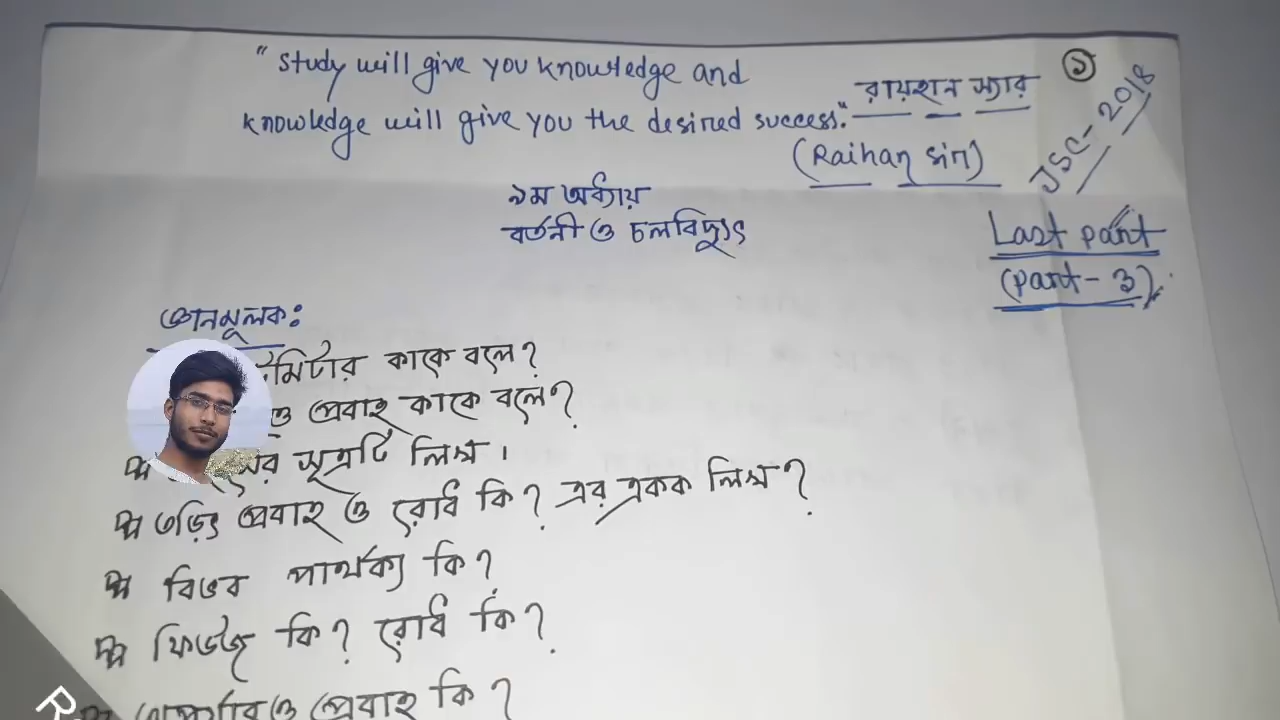 "Study will give you knowledge and
knowledge will give you the desired success."
রায়হান স্যার
(Raihan sir)
১
JSC-2018
Last part
(part-3)
৯ম অধ্যায়
বর্তনী ও চলবিদ্যুৎ
জ্ঞানমূলক:
মিটার কাকে বলে?
প্রবাহ কাকে বলে?
সূত্রটি লিখ।
তড়িৎ প্রবাহ ও রোধ কি? এর একক লিখ?
বিভব পার্থক্য কি?
ফিউজ কি? রোধ কি?
প্রবাহ কি?